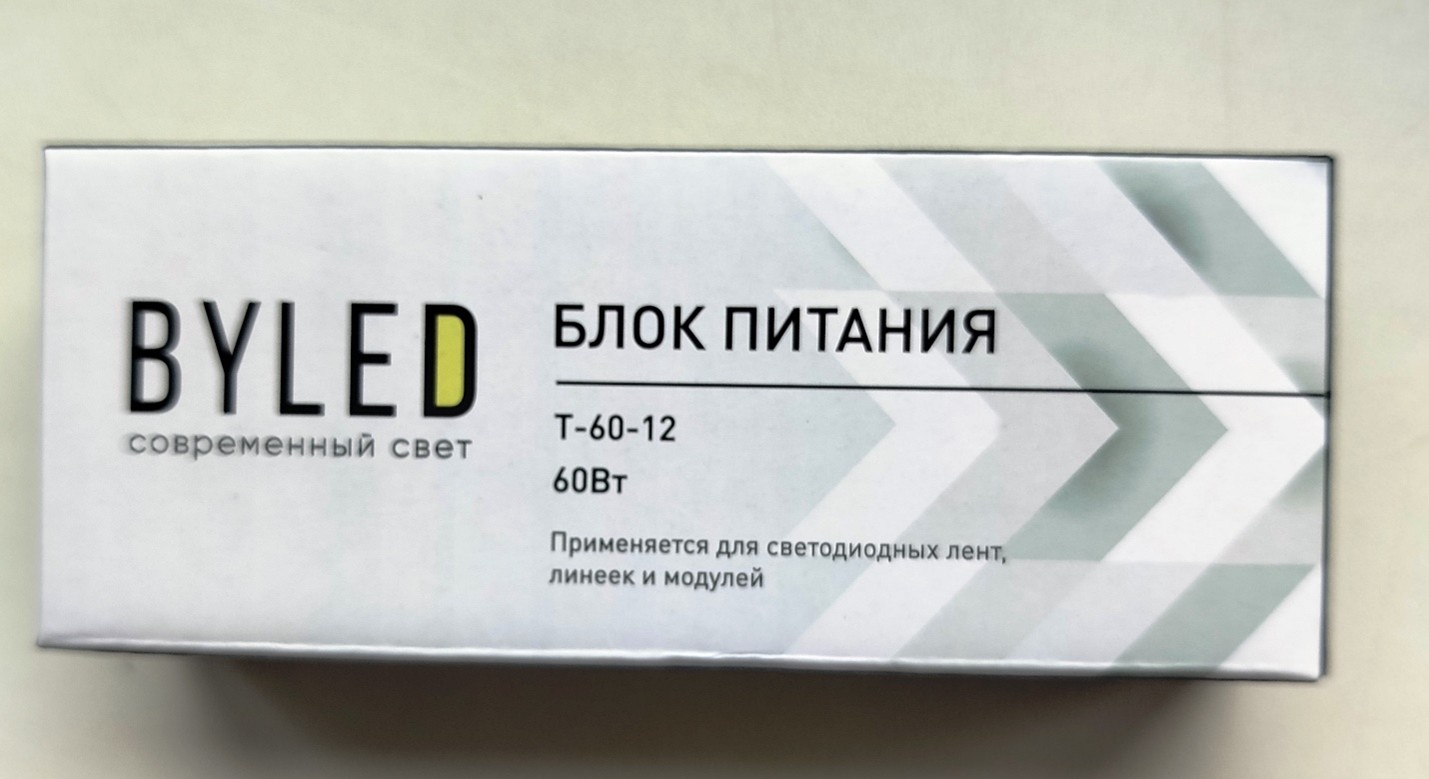 BYLED
современный свет
БЛОК ПИТАНИЯ
Т-60-12
60Вт
Применяется для светодиодных лент,
линеек и модулей